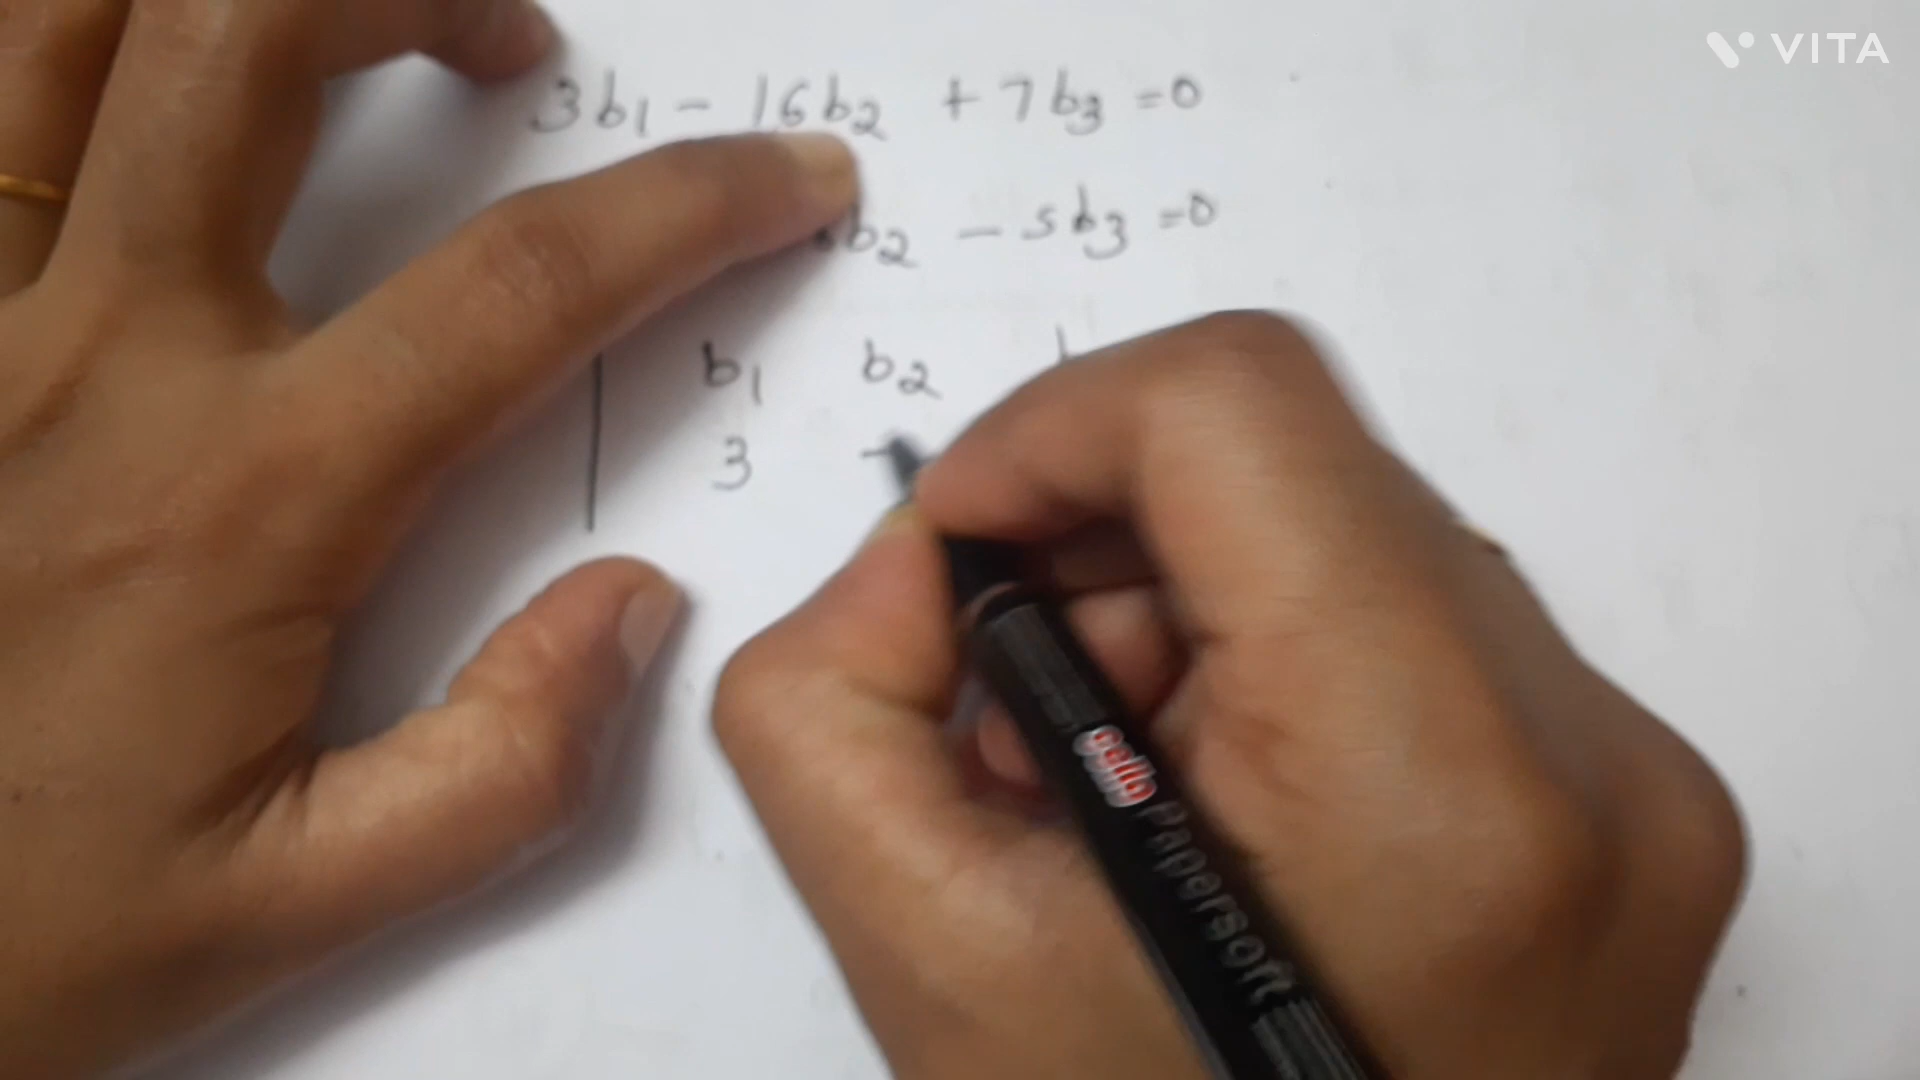 VITA
3b1 - 16b2 + 7b3 =0
b2 - 5b3 =0
b1 b2
3 -
cello Papersoft